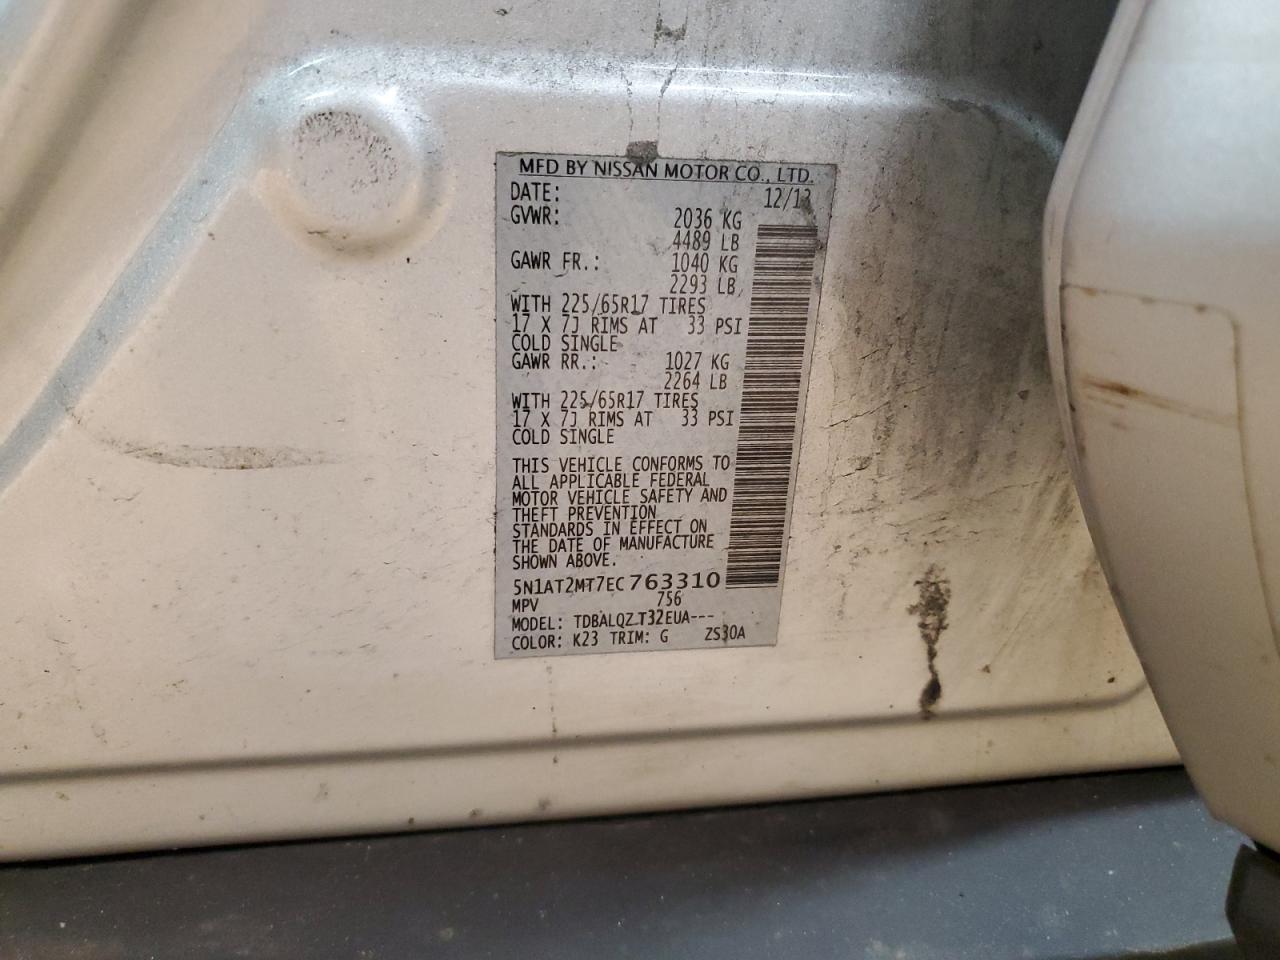 MFD BY NISSAN MOTOR CO., LTD.
DATE: 12/13
GVWR: 2036 KG
4489 LB
GAWR FR.: 1040 KG
2293 LB
WITH 225/65R17 TIRES
17 X 7J RIMS AT 33 PSI
COLD SINGLE
GAWR RR.: 1027 KG
2264 LB
WITH 225/65R17 TIRES
17 X 7J RIMS AT 33 PSI
COLD SINGLE
THIS VEHICLE CONFORMS TO
ALL APPLICABLE FEDERAL
MOTOR VEHICLE SAFETY AND
THEFT PREVENTION
STANDARDS IN EFFECT ON
THE DATE OF MANUFACTURE
SHOWN ABOVE.
5N1AT2MT7EC763310
MPV 756
MODEL: TDBALQZ T32EUA---
COLOR: K23 TRIM: G ZS30A